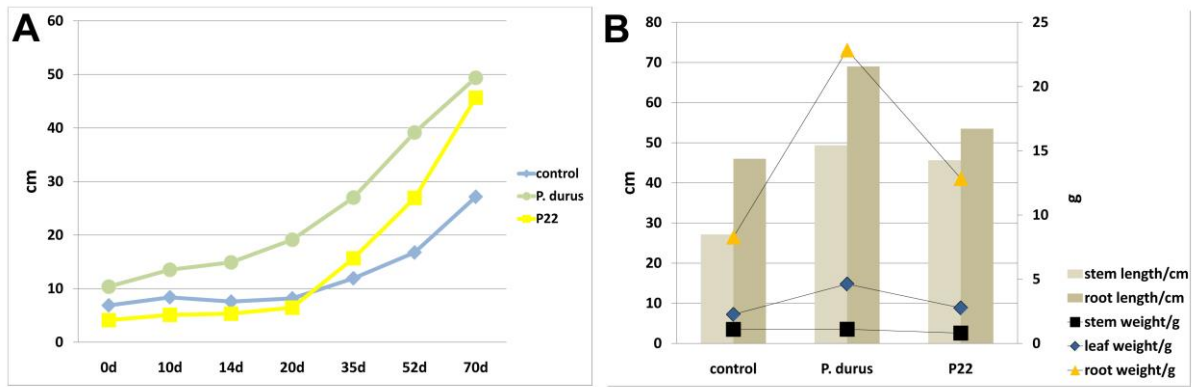 A
60
50
40
30
20
10
0
cm
0d 10d 14d 20d 35d 52d 70d
control
P. durus
P22
B
80
70
60
50
40
30
20
10
0
cm
control P. durus P22
25
20
15
10
5
0
g
stem length/cm
root length/cm
stem weight/g
leaf weight/g
root weight/g